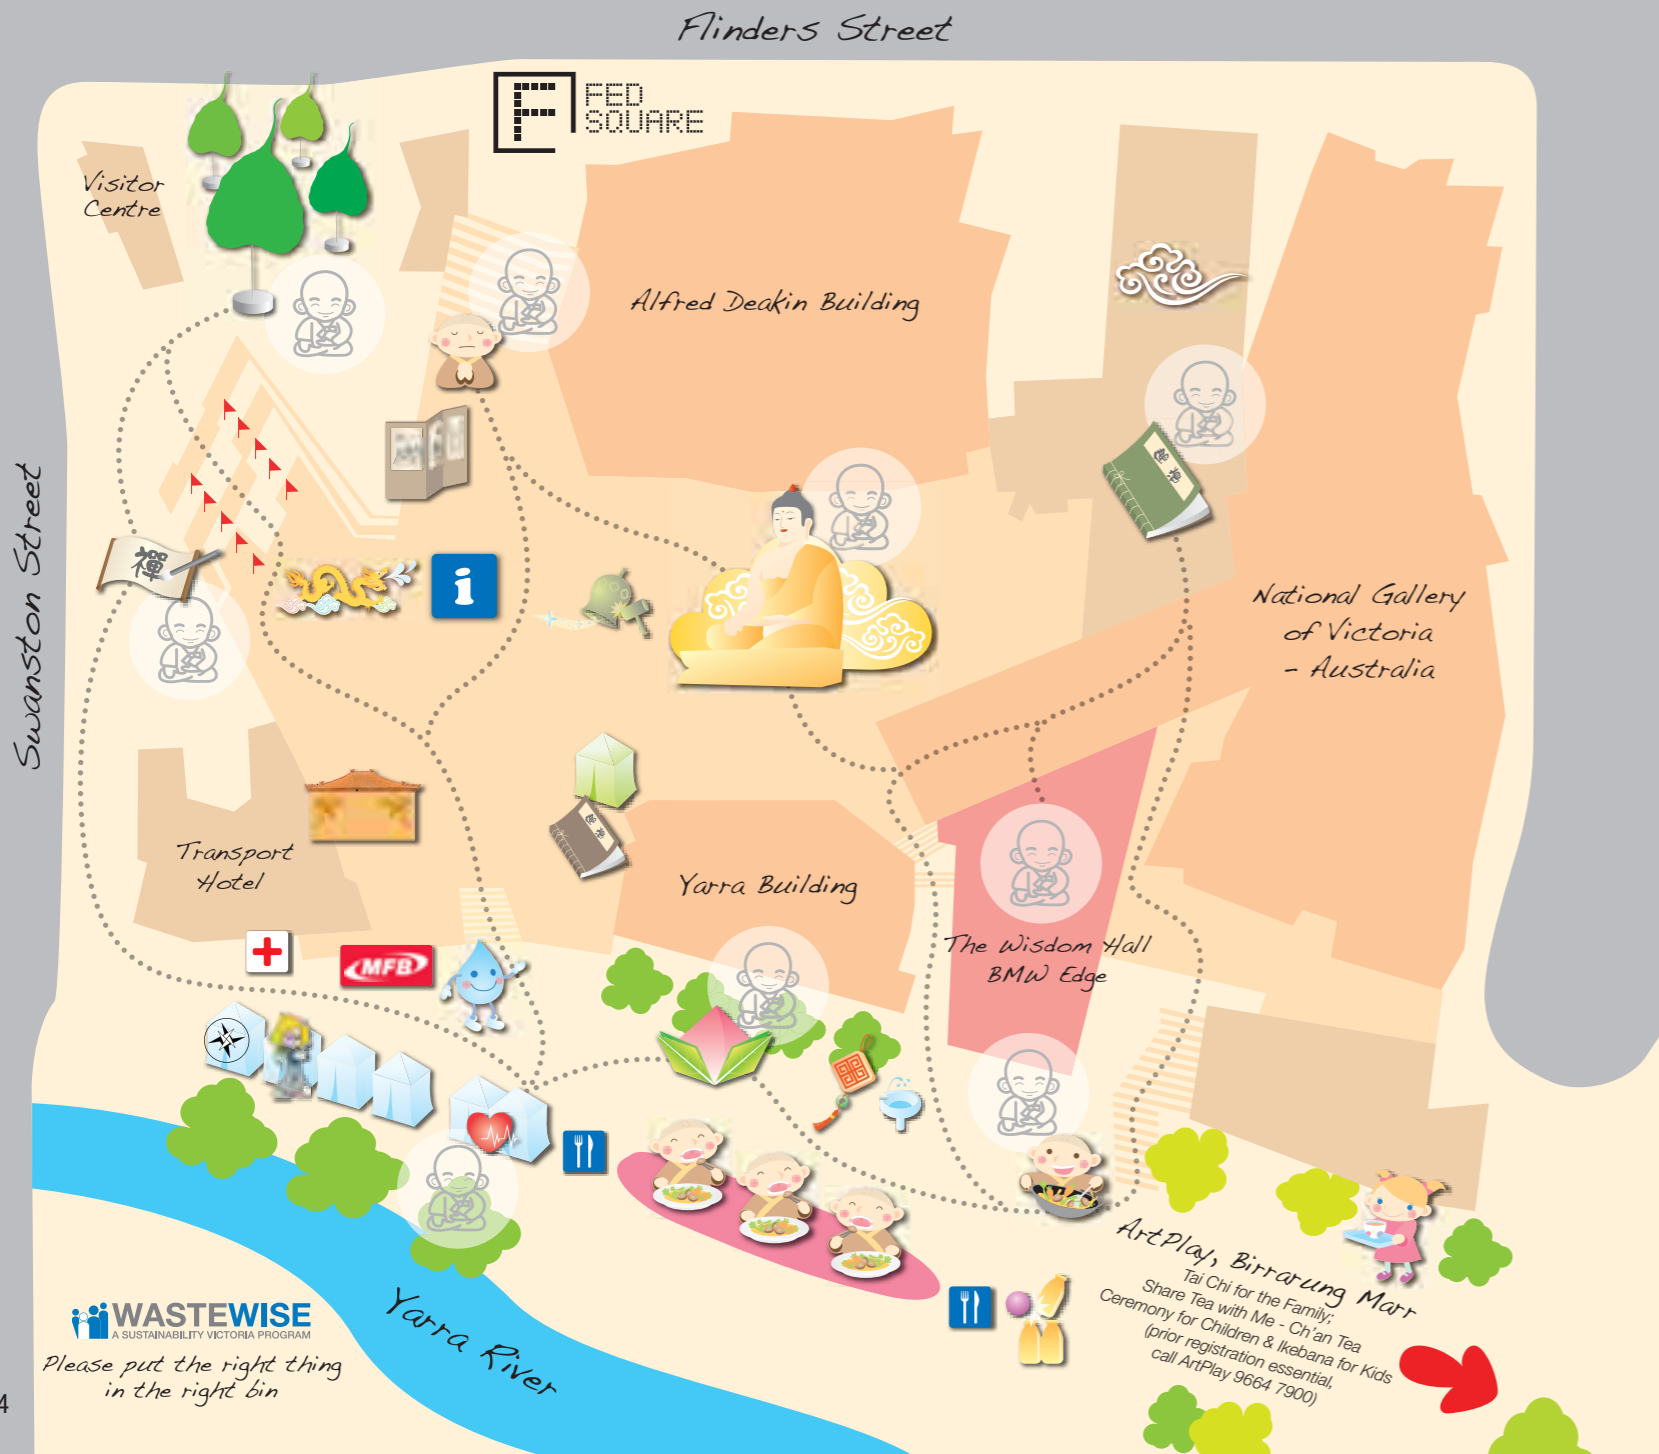 Flinders Street
FED
SQUARE
Visitor
Centre
Alfred Deakin Building
Swanston Street
禪
i
National Gallery
of Victoria
- Australia
Transport
Hotel
Yarra Building
The Wisdom Hall
BMW Edge
MFB
ArtPlay, Birrarung Marr
Tai Chi for the Family;
Share Tea with Me - Ch'an Tea
Ceremony for Children & Ikebana for Kids
(prior registration essential,
call ArtPlay 9664 7900)
Yarra River
WASTEWISE
A SUSTAINABILITY VICTORIA PROGRAM
Please put the right thing
in the right bin
4